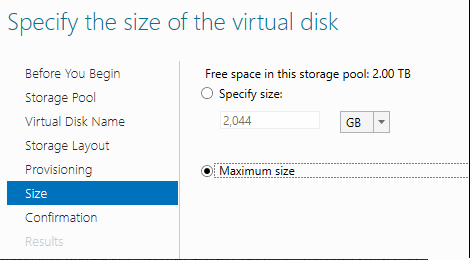 Specify the size of the virtual disk
Before You Begin
Storage Pool
Virtual Disk Name
Storage Layout
Provisioning
Size
Confirmation
Results
Free space in this storage pool: 2.00 TB
Specify size:
2,044 GB
Maximum size